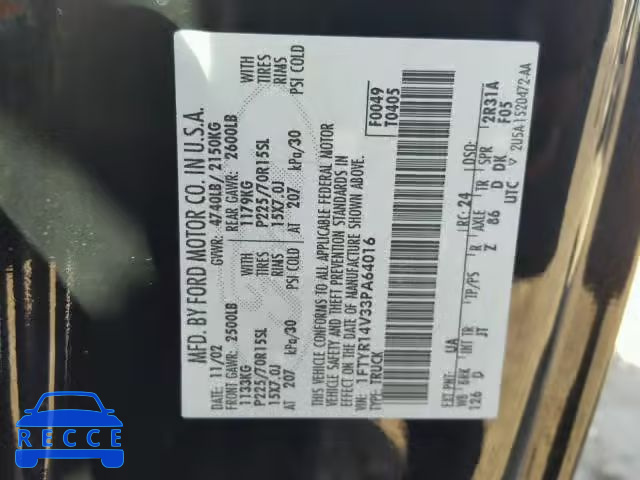 MFD. BY FORD MOTOR CO. IN U.S.A.
DATE: 11/02 GVWR: 4740LB/ 2150KG
FRONT GAWR: 2500LB REAR GAWR: 2600LB
1133KG WITH 1179KG WITH
P225/70R15SL TIRES P225/70R15SL TIRES
15X7.0J RIMS 15X7.0J RIMS
AT 207 kPa/30 PSI COLD AT 207 kPa/30 PSI COLD
THIS VEHICLE CONFORMS TO ALL APPLICABLE FEDERAL MOTOR
VEHICLE SAFETY AND THEFT PREVENTION STANDARDS IN
EFFECT ON THE DATE OF MANUFACTURE SHOWN ABOVE.
VIN: 1FTYR14V33PA64016
TYPE: TRUCK
F0049
T0405
EXT PNT: UA RC: 24 DSO:
WB BRK INT TR TP/PS R AXLE TR SPR 2R31A
126 D JT Z 86 D DK F05
UTC 2U5A-1520472-AA
RECCE